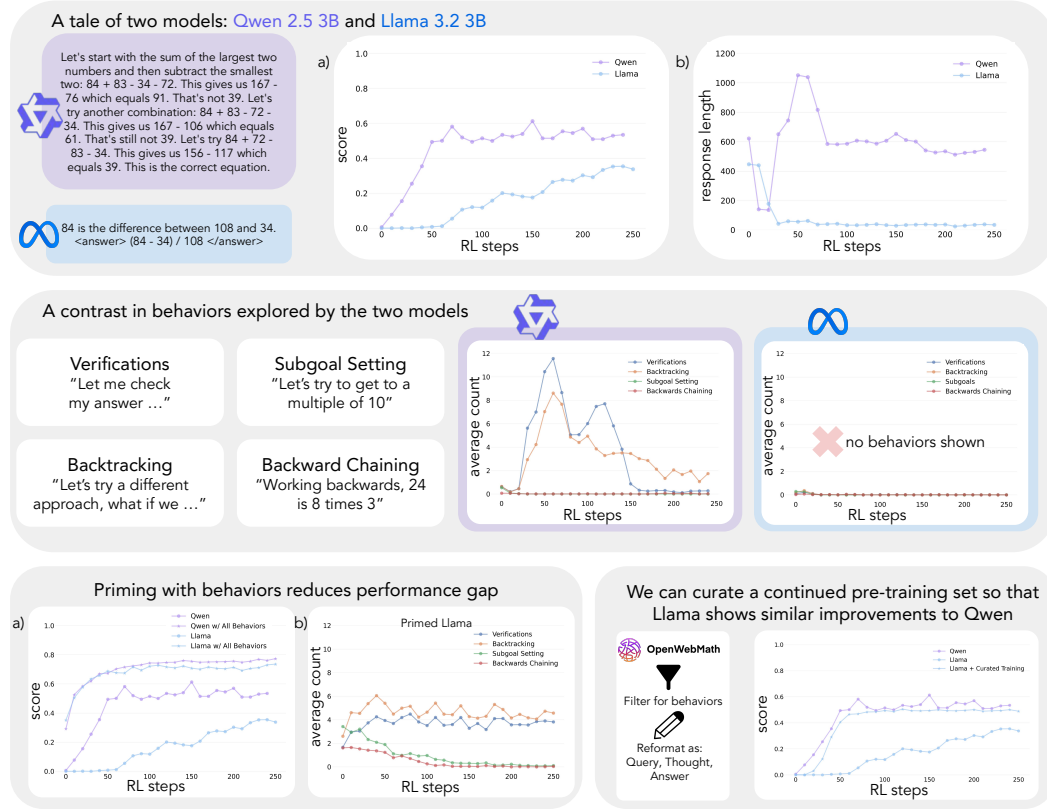 A tale of two models: Qwen 2.5 3B and Llama 3.2 3B
Let's start with the sum of the largest two
numbers and then subtract the smallest
two: 84 + 83 - 34 - 72. This gives us 167 -
76 which equals 91. That's not 39. Let's
try another combination: 84 + 83 - 72 -
34. This gives us 167 - 106 which equals
61. That's still not 39. Let's try 84 + 72 -
83 - 34. This gives us 156 - 117 which
equals 39. This is the correct equation.
84 is the difference between 108 and 34.
<answer> (84 - 34) / 108 </answer>
a)
1.0
0.8
0.6
0.4
0.2
0.0
score
Qwen
Llama
0 50 100 150 200 250
RL steps
b)
1200
1000
800
600
400
200
0
response length
Qwen
Llama
0 50 100 150 200 250
RL steps
A contrast in behaviors explored by the two models
Verifications
"Let me check
my answer ..."
Subgoal Setting
"Let's try to get to a
multiple of 10"
Backtracking
"Let's try a different
approach, what if we ..."
Backward Chaining
"Working backwards, 24
is 8 times 3"
12
10
8
6
4
2
0
average count
Verifications
Backtracking
Subgoal Setting
Backwards Chaining
0 50 100 150 200 250
RL steps
12
10
8
6
4
2
0
average count
Verifications
Backtracking
Subgoals
Backwards Chaining
no behaviors shown
0 50 100 150 200 250
RL steps
Priming with behaviors reduces performance gap
a)
1.0
0.8
0.6
0.4
0.2
0.0
score
Qwen
Qwen w/ All Behaviors
Llama
Llama w/ All Behaviors
0 50 100 150 200 250
RL steps
b)
Primed Llama
12
10
8
6
4
2
0
average count
Verifications
Backtracking
Subgoal Setting
Backwards Chaining
0 50 100 150 200 250
RL steps
We can curate a continued pre-training set so that
Llama shows similar improvements to Qwen
OpenWebMath
Filter for behaviors
Reformat as:
Query, Thought,
Answer
1.0
0.8
0.6
0.4
0.2
0.0
score
Qwen
Llama
Llama + Curated Training
0 50 100 150 200 250
RL steps